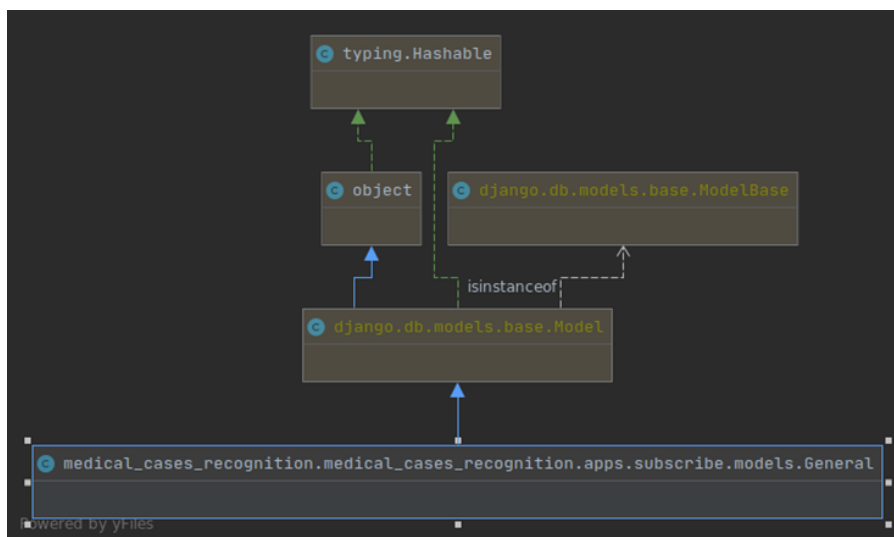 typing.Hashable
object
django.db.models.base.ModelBase
isinstanceof
django.db.models.base.Model
medical_cases_recognition.medical_cases_recognition.apps.subscribe.models.General
Powered by yFiles